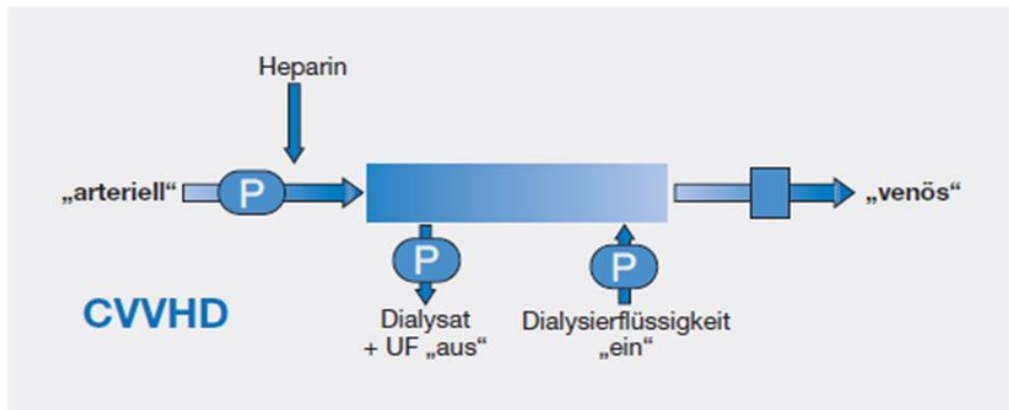 Heparin
„arteriell“
P
„venös“
P
P
CVVHD
Dialysat
+ UF „aus“
Dialysierflüssigkeit
„ein“